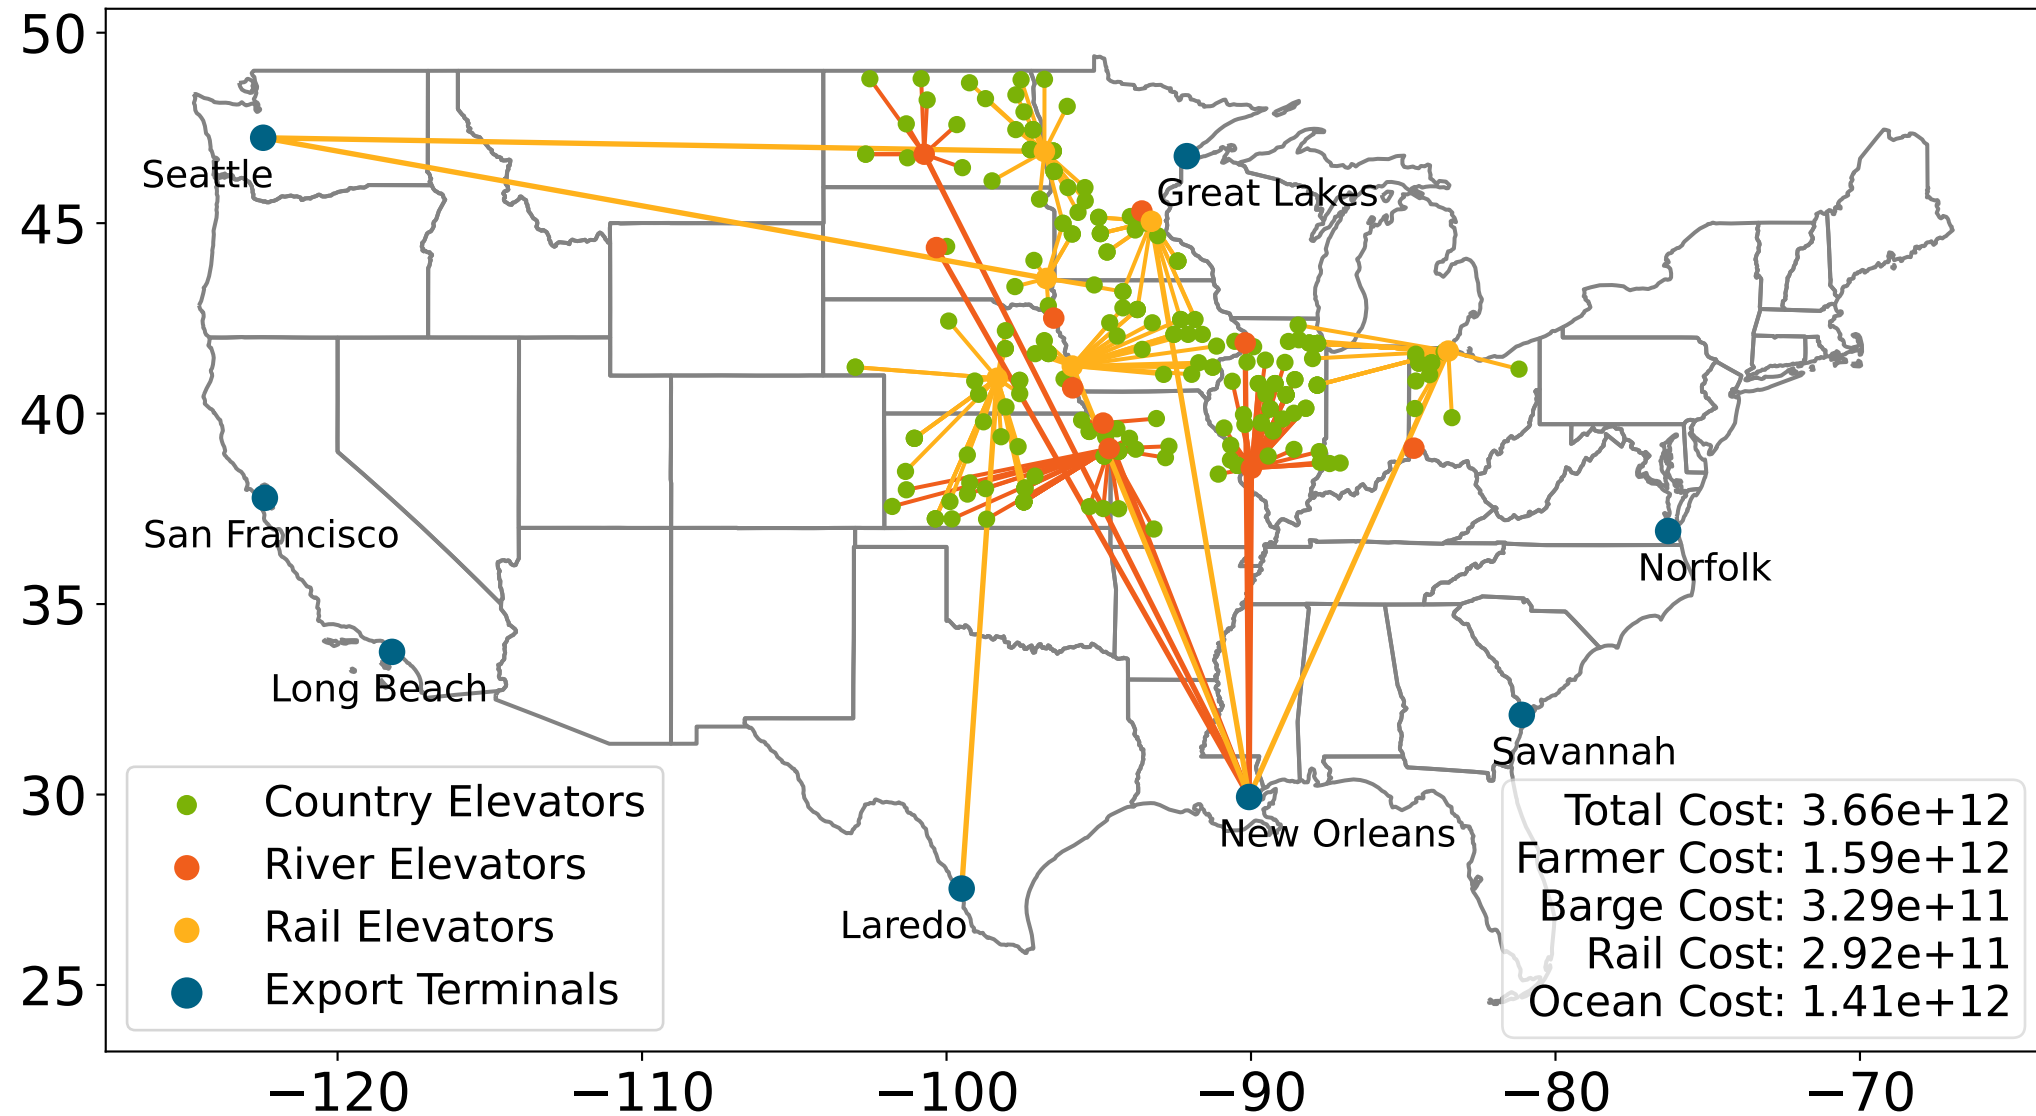 50
45
40
35
30
25
−120
−110
−100
−90
−80
−70
Seattle
Great Lakes
San Francisco
Norfolk
Long Beach
Savannah
New Orleans
Laredo
Country Elevators
River Elevators
Rail Elevators
Export Terminals
Total Cost: 3.66e+12
Farmer Cost: 1.59e+12
Barge Cost: 3.29e+11
Rail Cost: 2.92e+11
Ocean Cost: 1.41e+12